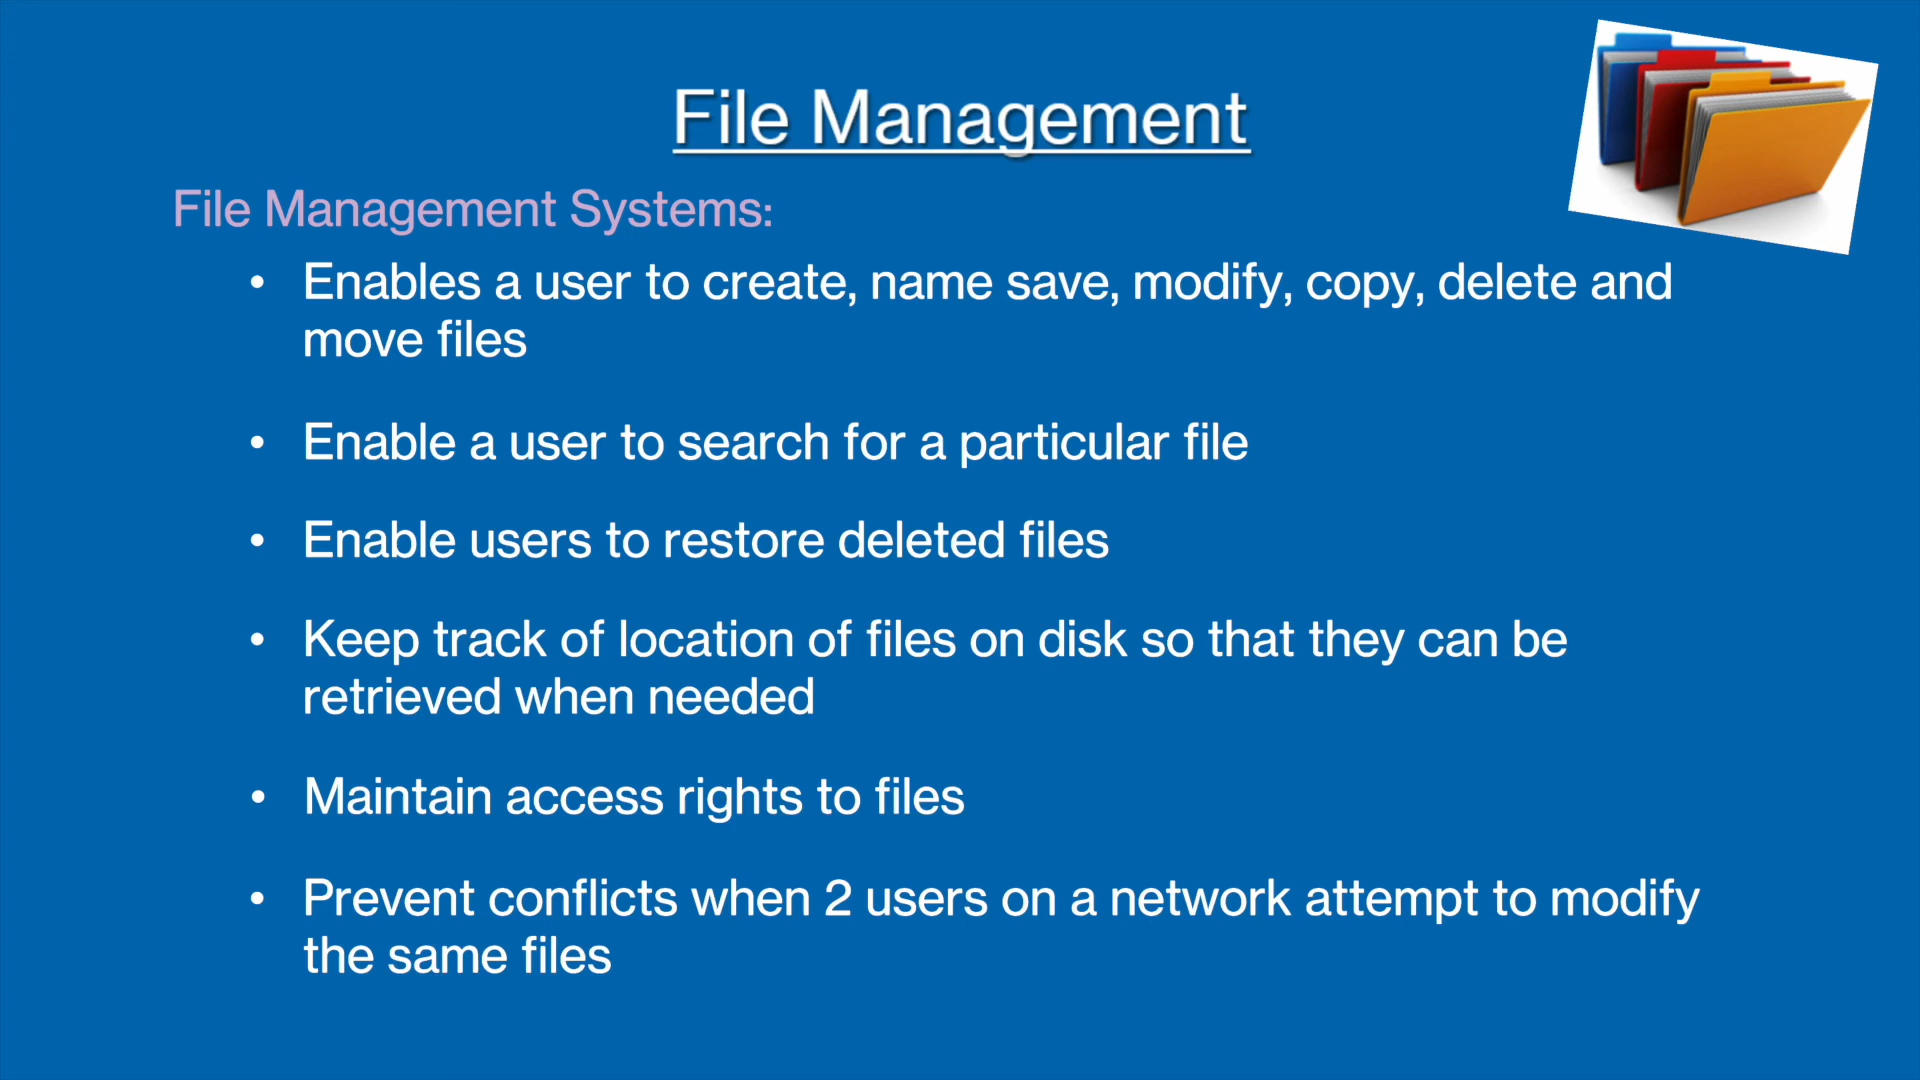 File Management
File Management Systems:
• Enables a user to create, name save, modify, copy, delete and
move files
• Enable a user to search for a particular file
• Enable users to restore deleted files
• Keep track of location of files on disk so that they can be
retrieved when needed
• Maintain access rights to files
• Prevent conflicts when 2 users on a network attempt to modify
the same files